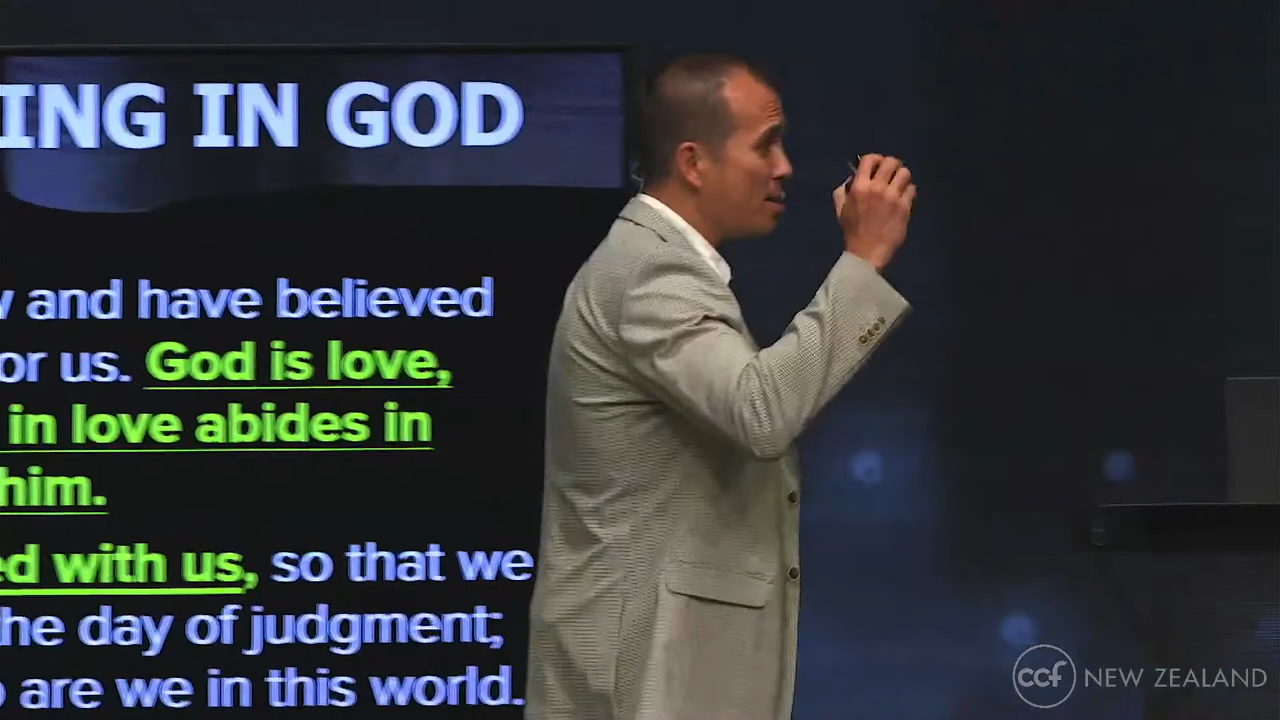 ING IN GOD
and have believed
or us. God is love,
in love abides in
him.
ed with us, so that we
he day of judgment;
are we in this world.
ccf NEW ZEALAND